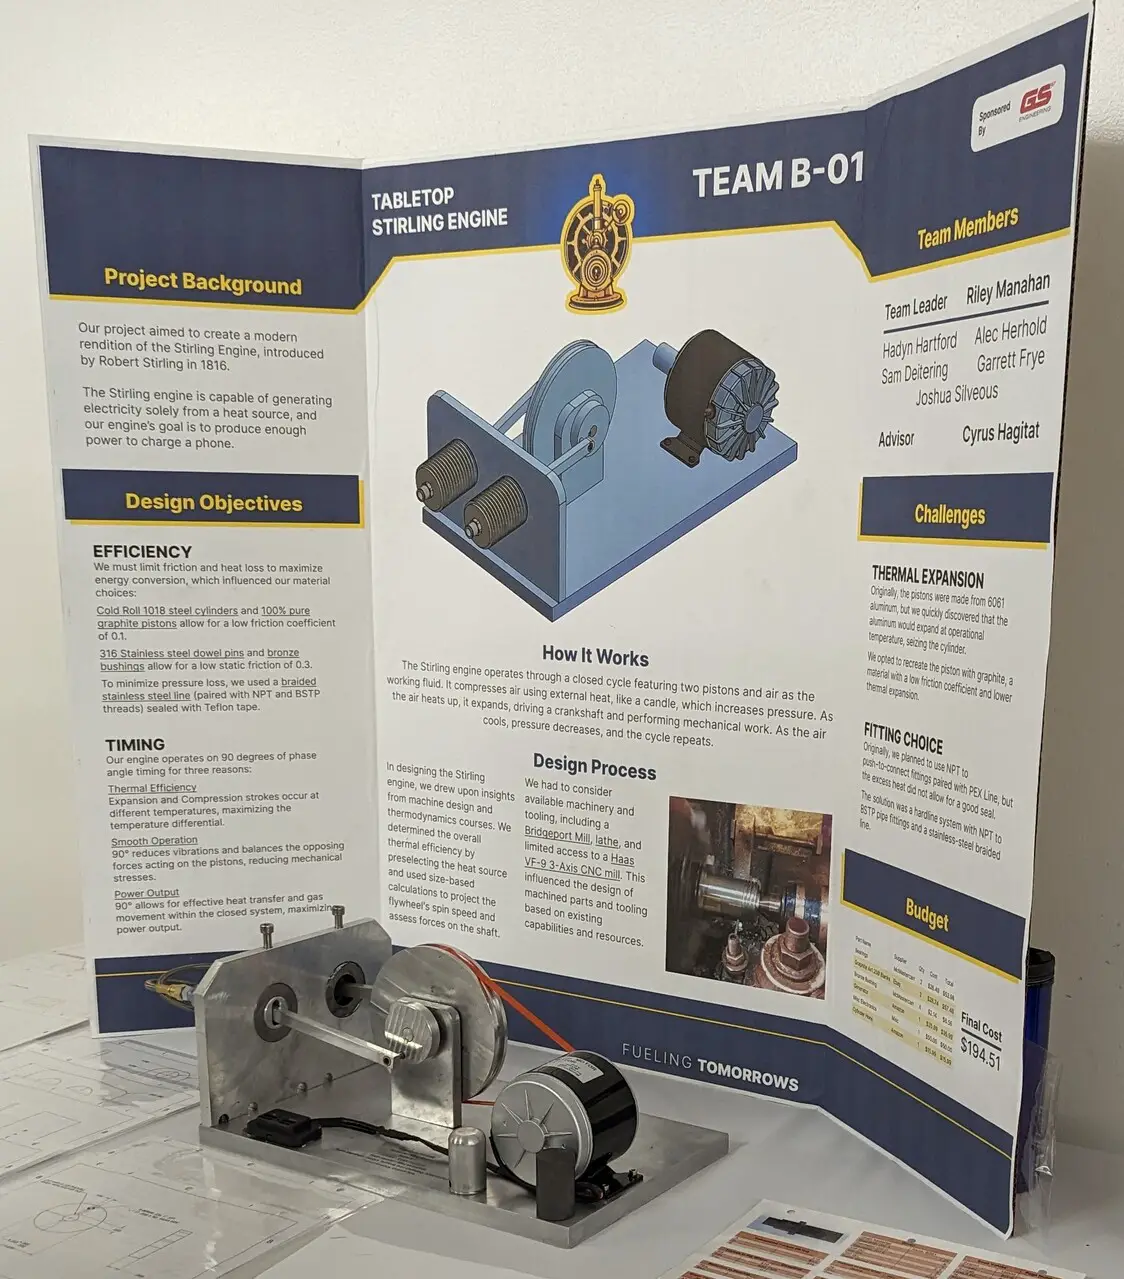 Project Background
Our project aimed to create a modern
rendition of the Stirling Engine, introduced
by Robert Stirling in 1816.
The Stirling engine is capable of generating
electricity solely from a heat source, and
our engine's goal is to produce enough
power to charge a phone.
Design Objectives
EFFICIENCY
We must limit friction and heat loss to maximize
energy conversion, which influenced our material
choices:
Cold Roll 1018 steel cylinders and 100% pure
graphite pistons allow for a low friction coefficient
of 0.1.
316 Stainless steel dowel pins and bronze
bushings allow for a low static friction of 0.3.
To minimize pressure loss, we used a braided
stainless steel line (paired with NPT and BSTP
threads) sealed with Teflon tape.
TIMING
Our engine operates on 90 degrees of phase
angle timing for three reasons:
Thermal Efficiency
Expansion and Compression strokes occur at
different temperatures, maximizing the
temperature differential.
Smooth Operation
90° reduces vibrations and balances the opposing
forces acting on the pistons, reducing mechanical
stresses.
Power Output
90° allows for effective heat transfer and gas
movement within the closed system, maximizing
power output.
TABLETOP
STIRLING ENGINE
TEAM B-01
How It Works
The Stirling engine operates through a closed cycle featuring two pistons and air as the
working fluid. It compresses air using external heat, like a candle, which increases pressure. As
the air heats up, it expands, driving a crankshaft and performing mechanical work. As the air
cools, pressure decreases, and the cycle repeats.
Design Process
In designing the Stirling
engine, we drew upon insights
from machine design and
thermodynamics courses. We
determined the overall
thermal efficiency by
preselecting the heat source
and used size-based
calculations to project the
flywheel's spin speed and
assess forces on the shaft.
We had to consider
available machinery and
tooling, including a
Bridgeport Mill, lathe, and
limited access to a Haas
VF-9 3-Axis CNC mill. This
influenced the design of
machined parts and tooling
based on existing
capabilities and resources.
FUELING TOMORROWS
Sponsored
By
GS
ENGINEERING
Team Members
Team Leader Riley Manahan
Hadyn Hartford Alec Herhold
Sam Deitering Garrett Frye
Joshua Silveous
Advisor Cyrus Hagitat
Challenges
THERMAL EXPANSION
Originally, the pistons were made from 6061
aluminum, but we quickly discovered that the
aluminum would expand at operational
temperature, seizing the cylinder.
We opted to recreate the piston with graphite, a
material with a low friction coefficient and lower
thermal expansion.
FITTING CHOICE
Originally, we planned to use NPT to
push-to-connect fittings paired with PEX Line, but
the excess heat did not allow for a good seal.
The solution was a hardline system with NPT to
BSTP pipe fittings and a stainless-steel braided
line.
Budget
Part Name Supplier Qty Cost Total
Final Cost
$194.51